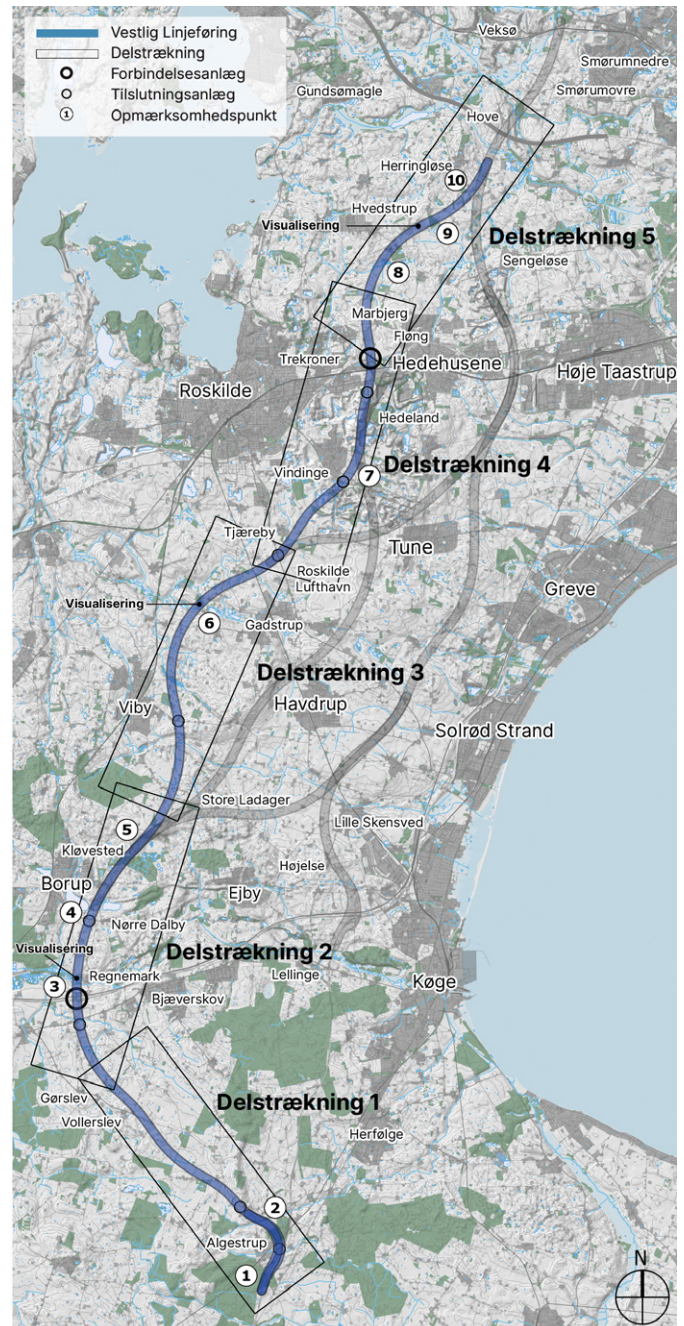 Vestlig Linjeføring
Delstrækning
Forbindelsesanlæg
Tilslutningsanlæg
1 Opmærksomhedspunkt
Veksø
Smørumnedre
Gundsømagle
Smørumovre
Hove
Herringløse
10
Hvedstrup
Visualisering
9
Delstrækning 5
8
Sengeløse
Marbjerg
Fløng
Trekroner
Hedehusene
Høje Taastrup
Roskilde
Hedeland
Vindinge
7
Delstrækning 4
Tjæreby
Tune
Roskilde
Lufthavn
Greve
Visualisering
6
Gadstrup
Delstrækning 3
Viby
Havdrup
Solrød Strand
Store Ladager
5
Lille Skensved
Kløvested
Højelse
Borup
Ejby
4
Nørre Dalby
Visualisering
Delstrækning 2
Regnemark
Lellinge
3
Køge
Bjæverskov
Gørslev
Delstrækning 1
Vollerslev
Herfølge
2
Algestrup
1
N